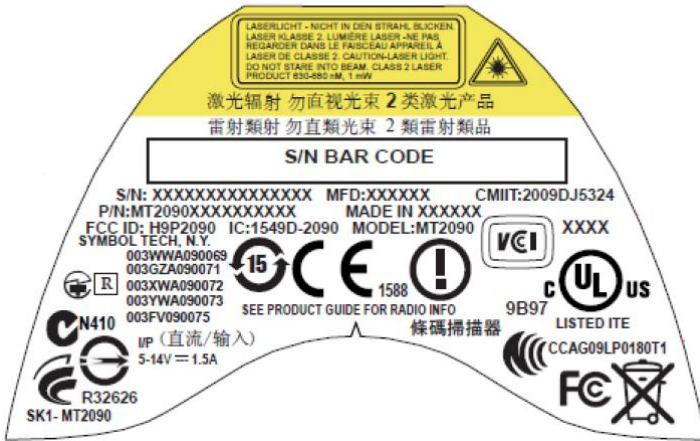 LASERLICHT - NICHT IN DEN STRAHL BLICKEN.
LASER KLASSE 2. LUMIÈRE LASER -NE PAS
REGARDER DANS LE FAISCEAU APPAREIL À
LASER DE CLASSE 2. CAUTION-LASER LIGHT.
DO NOT STARE INTO BEAM. CLASS 2 LASER
PRODUCT 630-680 nM, 1 mW
激光辐射 勿直视光束 2 类激光产品
雷射類射 勿直類光束 2 類雷射類品
S/N BAR CODE
S/N: XXXXXXXXXXXXXXX MFD:XXXXXX CMIIT:2009DJ5324
P/N:MT2090XXXXXXXXXX MADE IN XXXXXX
FCC ID: H9P2090 IC:1549D-2090 MODEL:MT2090
VCI XXXX
SYMBOL TECH, N.Y.
003WWA090069
003GZA090071
003XWA090072
003YWA090073
003FV090075
R
15
CE 1588
SEE PRODUCT GUIDE FOR RADIO INFO
條碼掃描器
9B97
C UL US
LISTED ITE
N410
I/P (直流/输入)
5-14V ⎓ 1.5A
R32626
SK1- MT2090
CCAG09LP0180T1
FC